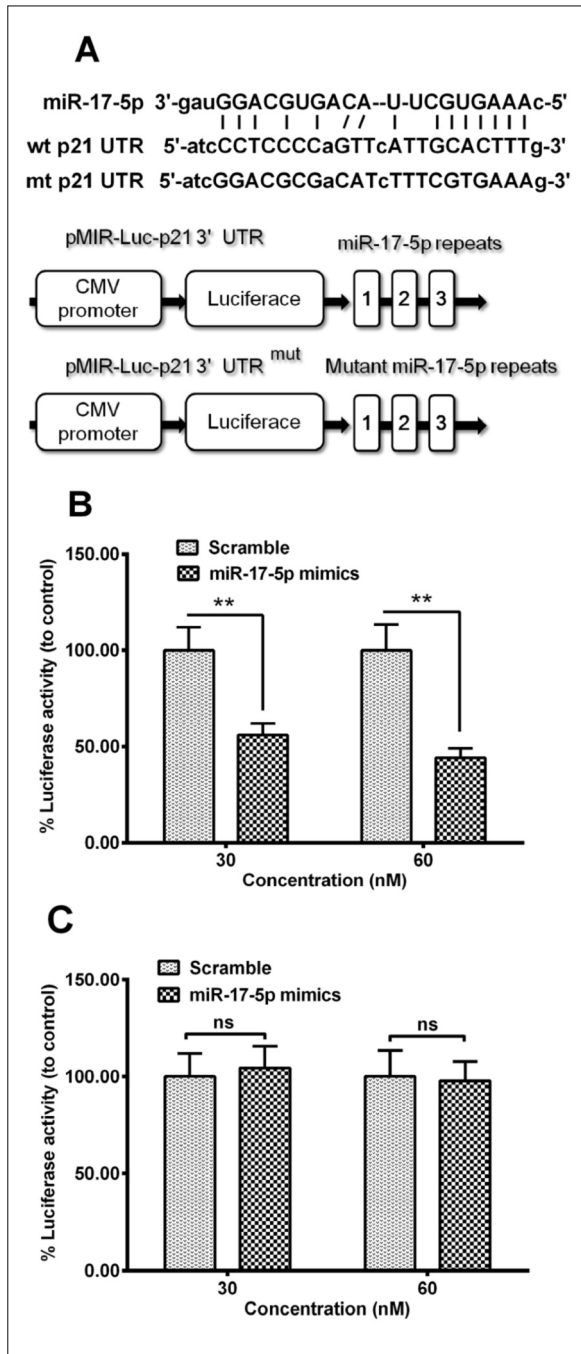 A
miR-17-5p 3'-gauGGACGUGACA--U-UCGUGAAAc-5'
wt p21 UTR 5'-atcCCTCCCCaGTTcATTGCACTTTg-3'
mt p21 UTR 5'-atcGGACGCGaCATcTTTCGTGAAAg-3'
pMIR-Luc-p21 3' UTR miR-17-5p repeats
CMV promoter Luciferace 1 2 3
pMIR-Luc-p21 3' UTR mut Mutant miR-17-5p repeats
CMV promoter Luciferace 1 2 3
B
Scramble
miR-17-5p mimics
% Luciferase activity (to control)
150.00
100.00
50.00
0.00
** **
30 60
Concentration (nM)
C
Scramble
miR-17-5p mimics
% Luciferase activity (to control)
150.00
100.00
50.00
0.00
ns ns
30 60
Concentration (nM)